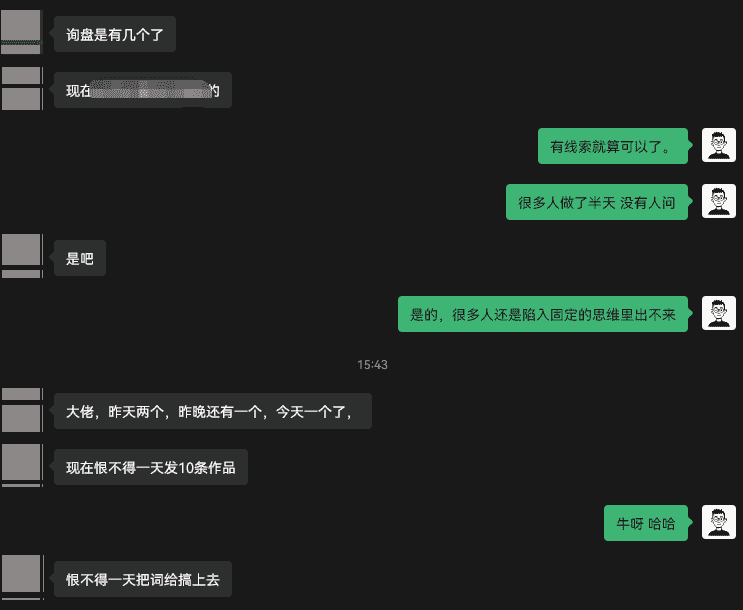 询盘是有几个了
现在 的
有线索就算可以了。
很多人做了半天 没有人问
是吧
是的，很多人还是陷入固定的思维里出不来
15:43
大佬，昨天两个，昨晚还有一个，今天一个了，
现在恨不得一天发10条作品
牛呀 哈哈
恨不得一天把词给搞上去